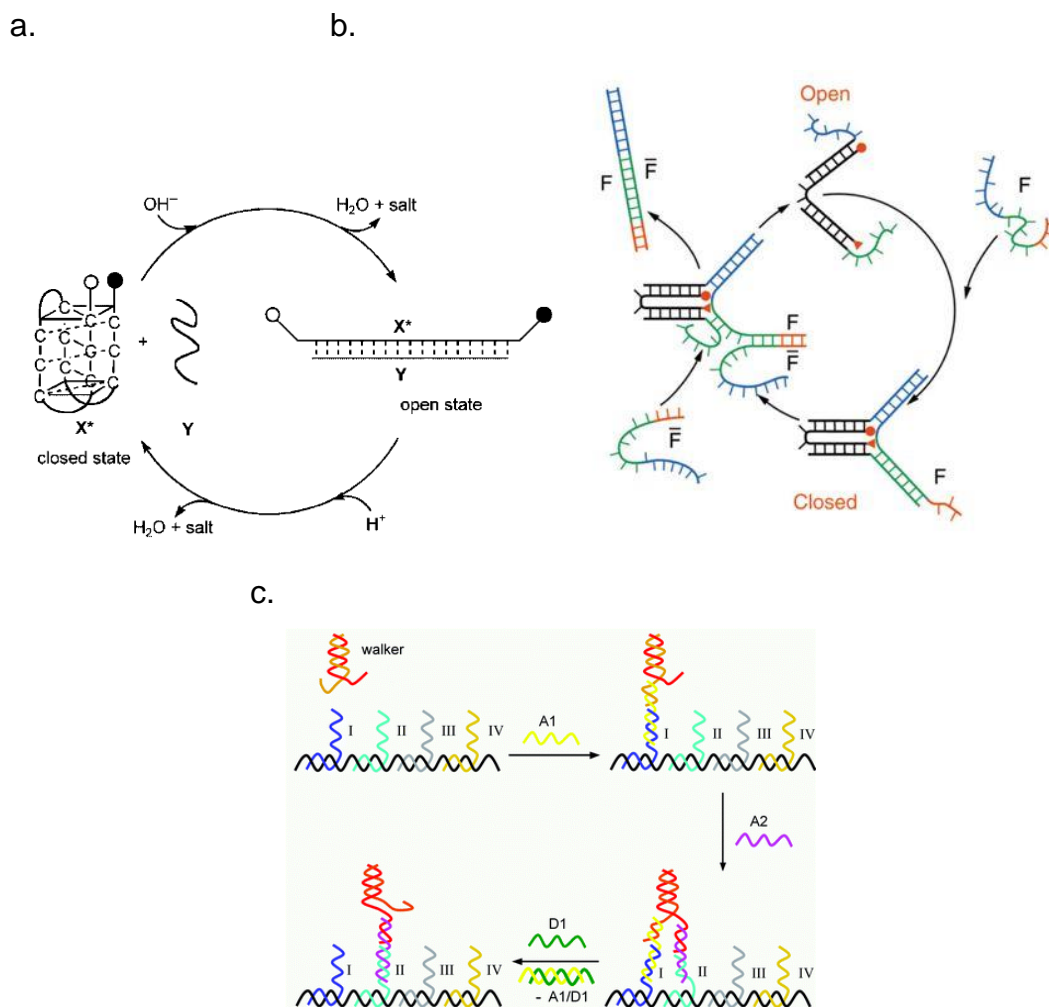 a.
b.
OH⁻
H₂O + salt
C
C
C
C
C
C
G
C
C
C
C
C
+
X*
Y
closed state
X*
Y
open state
H₂O + salt
H⁺
Open
F
F̅
F
F
F̅
F̅
F
Closed
c.
walker
I
II
III
IV
A1
I
II
III
IV
A2
I
II
III
IV
D1
- A1/D1
I
II
III
IV